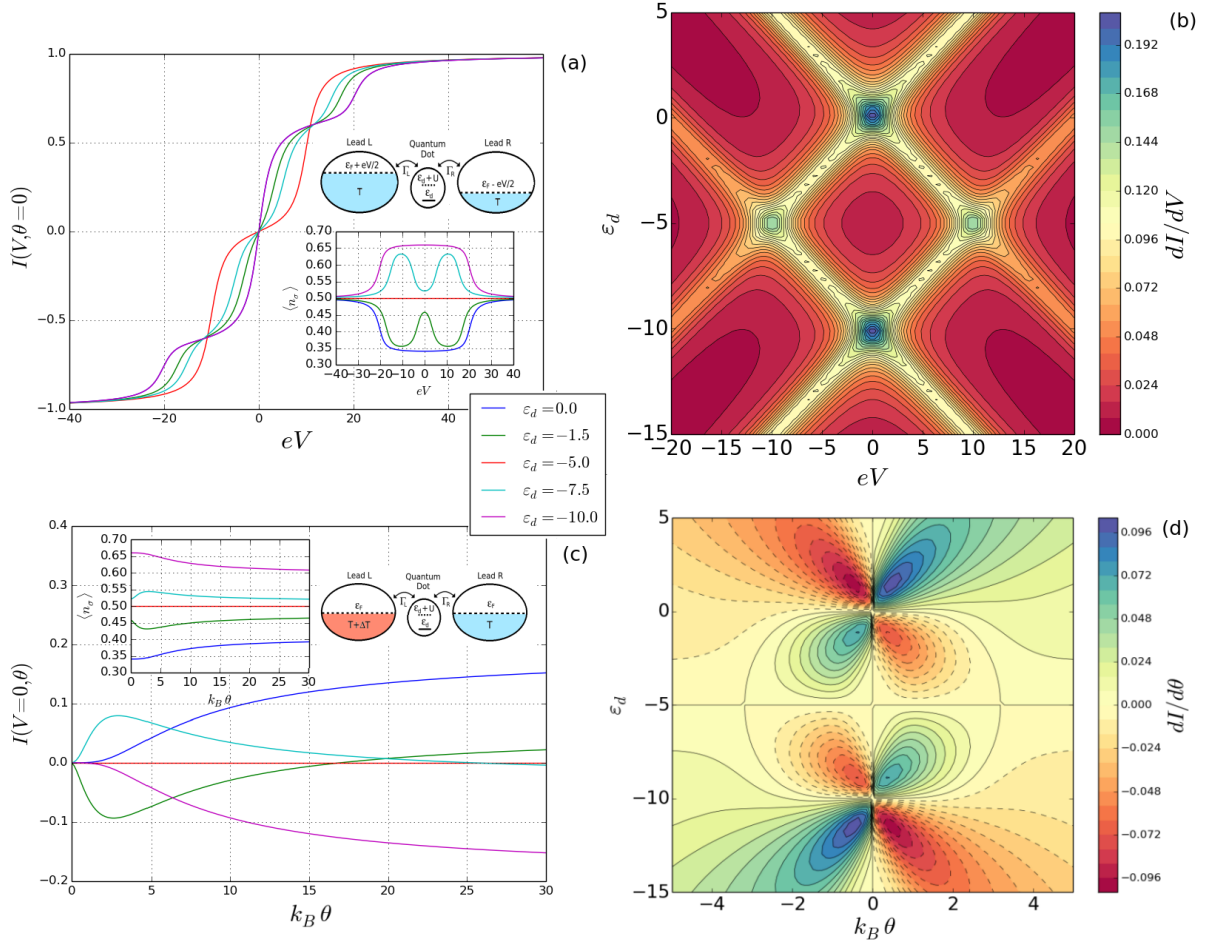 (a)
I(V,θ=0)
1.0
0.5
0.0
−0.5
−1.0
−40 −20 0 20 40
eV
Lead L Quantum Dot Lead R
ε_F+eV/2
Γ_L
Γ_R
ε_d+U
ε_d
ε_F-eV/2
T
T
⟨n_σ⟩
0.70
0.65
0.60
0.55
0.50
0.45
0.40
0.35
0.30
−40 −30 −20 −10 0 10 20 30 40
eV
ε_d=0.0
ε_d=−1.5
ε_d=−5.0
ε_d=−7.5
ε_d=−10.0
(b)
ε_d
5
0
−5
−10
−15
−20 −15 −10 −5 0 5 10 15 20
eV
0.192
0.168
0.144
0.120
0.096
0.072
0.048
0.024
0.000
dI/dV
(c)
I(V=0,θ)
0.4
0.3
0.2
0.1
0.0
−0.1
−0.2
0 5 10 15 20 25 30
k_B θ
⟨n_σ⟩
0.70
0.65
0.60
0.55
0.50
0.45
0.40
0.35
0.30
0 5 10 15 20 25 30
k_B θ
Lead L Quantum Dot Lead R
ε_F
Γ_L
Γ_R
ε_d+U
ε_d
ε_F
T+ΔT
T
(d)
ε_d
5
0
−5
−10
−15
−4 −2 0 2 4
k_B θ
0.096
0.072
0.048
0.024
0.000
−0.024
−0.048
−0.072
−0.096
dI/dθ